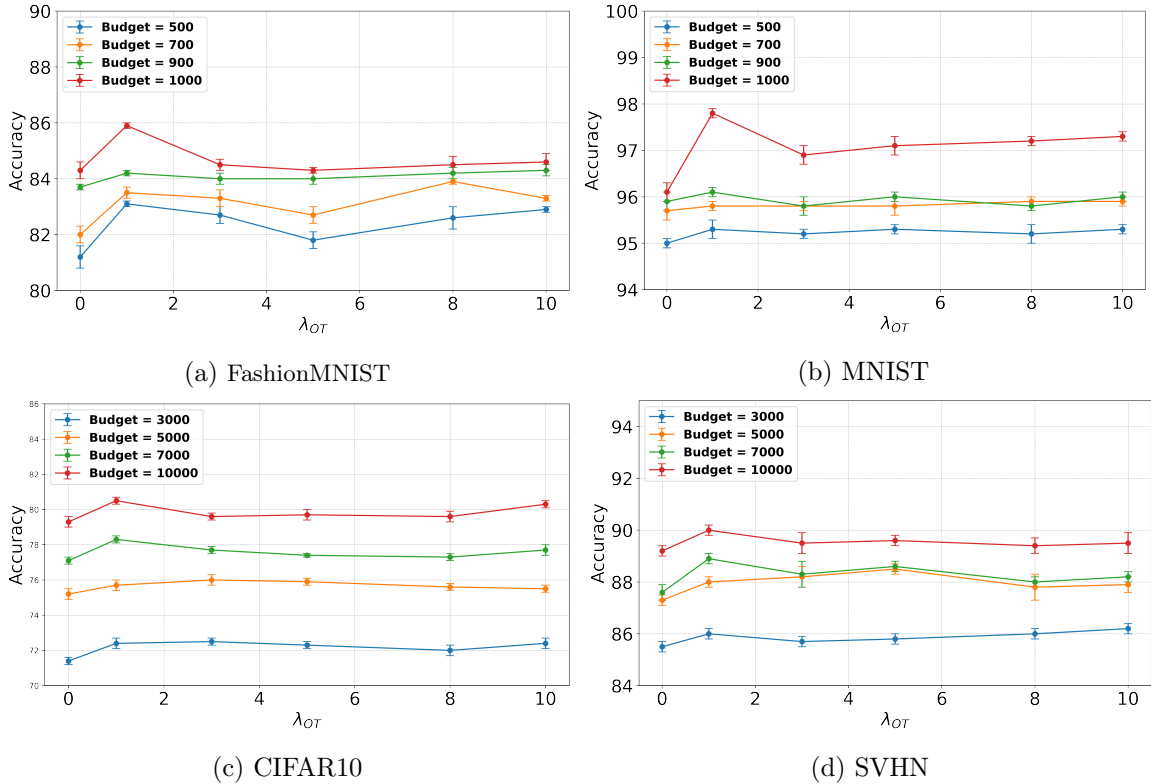 90
88
86
84
82
80
Accuracy
Budget = 500
Budget = 700
Budget = 900
Budget = 1000
0 2 4 6 8 10
λOT
(a) FashionMNIST
100
99
98
97
96
95
94
Accuracy
Budget = 500
Budget = 700
Budget = 900
Budget = 1000
0 2 4 6 8 10
λOT
(b) MNIST
86
84
82
80
78
76
74
72
70
Accuracy
Budget = 3000
Budget = 5000
Budget = 7000
Budget = 10000
0 2 4 6 8 10
λOT
(c) CIFAR10
94
92
90
88
86
84
Accuracy
Budget = 3000
Budget = 5000
Budget = 7000
Budget = 10000
0 2 4 6 8 10
λOT
(d) SVHN